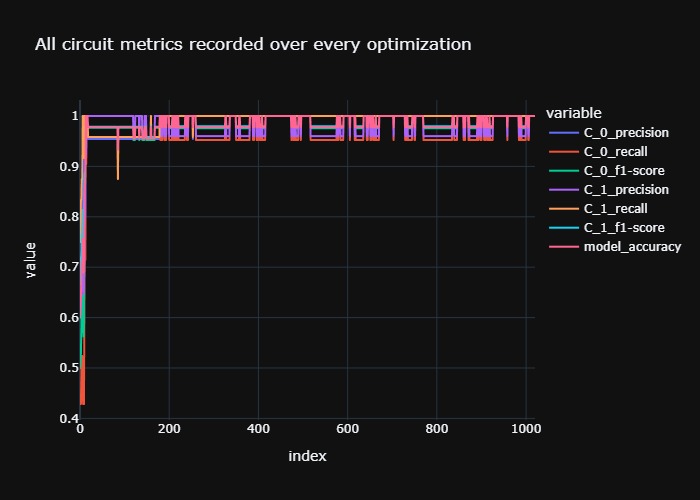 All circuit metrics recorded over every optimization
variable
C_0_precision
C_0_recall
C_0_f1-score
C_1_precision
C_1_recall
C_1_f1-score
model_accuracy
1
0.9
0.8
0.7
0.6
0.5
0.4
value
0 200 400 600 800 1000
index